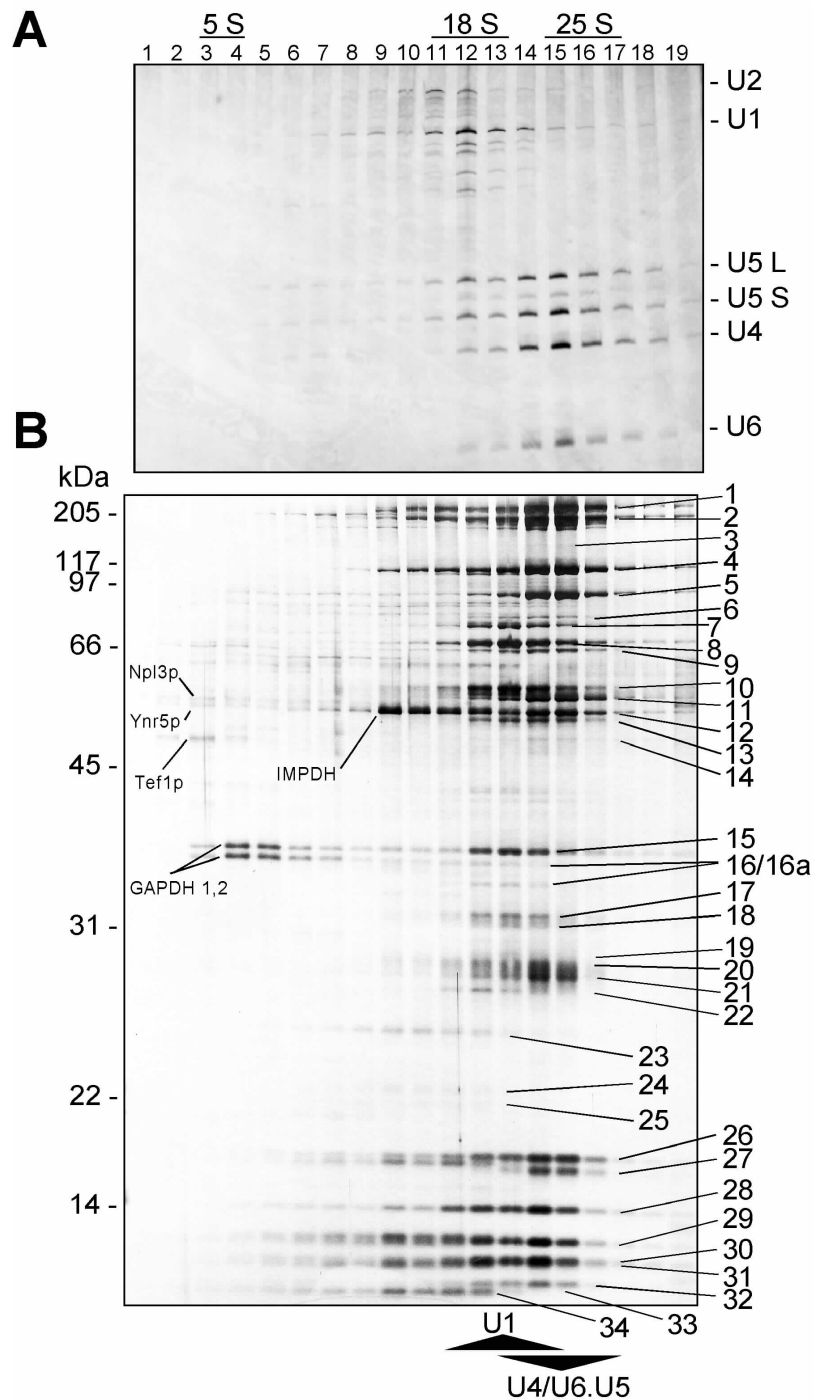 A
5 S 18 S 25 S
1 2 3 4 5 6 7 8 9 10 11 12 13 14 15 16 17 18 19
- U2
- U1
- U5 L
- U5 S
- U4
- U6
B
kDa
205 -
117 -
97 -
66 -
45 -
31 -
22 -
14 -
Npl3p
Ynr5p
Tef1p
IMPDH
GAPDH 1,2
1
2
3
4
5
6
7
8
9
10
11
12
13
14
15
16/16a
17
18
19
20
21
22
23
24
25
26
27
28
29
30
31
32
33
34
U1
U4/U6.U5